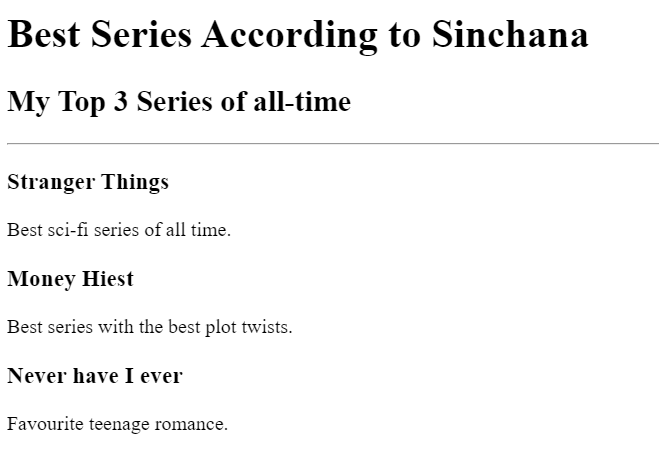 Best Series According to Sinchana
My Top 3 Series of all-time
Stranger Things
Best sci-fi series of all time.
Money Hiest
Best series with the best plot twists.
Never have I ever
Favourite teenage romance.